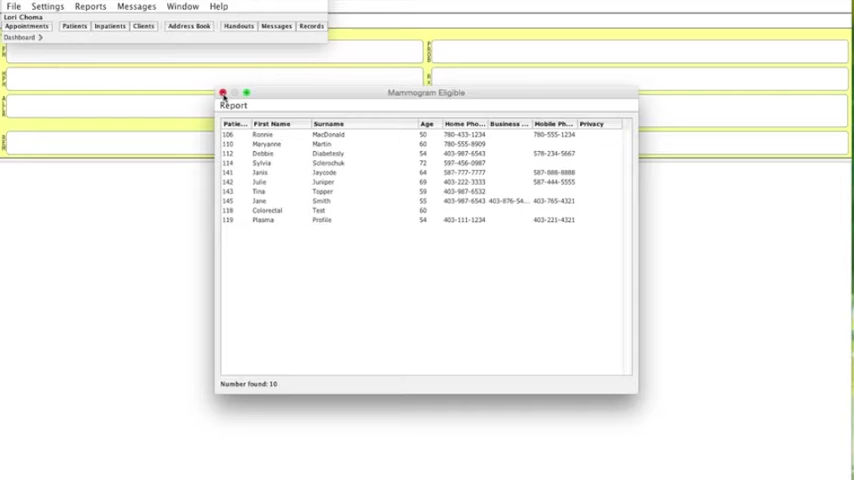 File Settings Reports Messages Window Help
Lori Choma
Appointments Patients Inpatients Clients Address Book Handouts Messages Records
Dashboard >
Mammogram Eligible
Report
Patie... First Name Surname Age Home Pho... Business ... Mobile Ph... Privacy
106 Ronnie MacDonald 50 780-433-1234 780-555-1234
110 Maryanne Martin 60 780-555-8909
112 Debbie Diabetesly 54 403-987-6543 578-234-5667
114 Sylvia Sclerochuk 72 597-456-0987
141 Janis Jaycode 64 587-777-7777 587-888-8888
142 Julie Juniper 69 403-222-3333 587-444-5555
143 Tina Topper 59 403-987-6532
145 Jane Smith 55 403-987-6543 403-876-54... 403-765-4321
118 Colorectal Test 60
119 Plasma Profile 54 403-111-1234 403-221-4321
Number found: 10